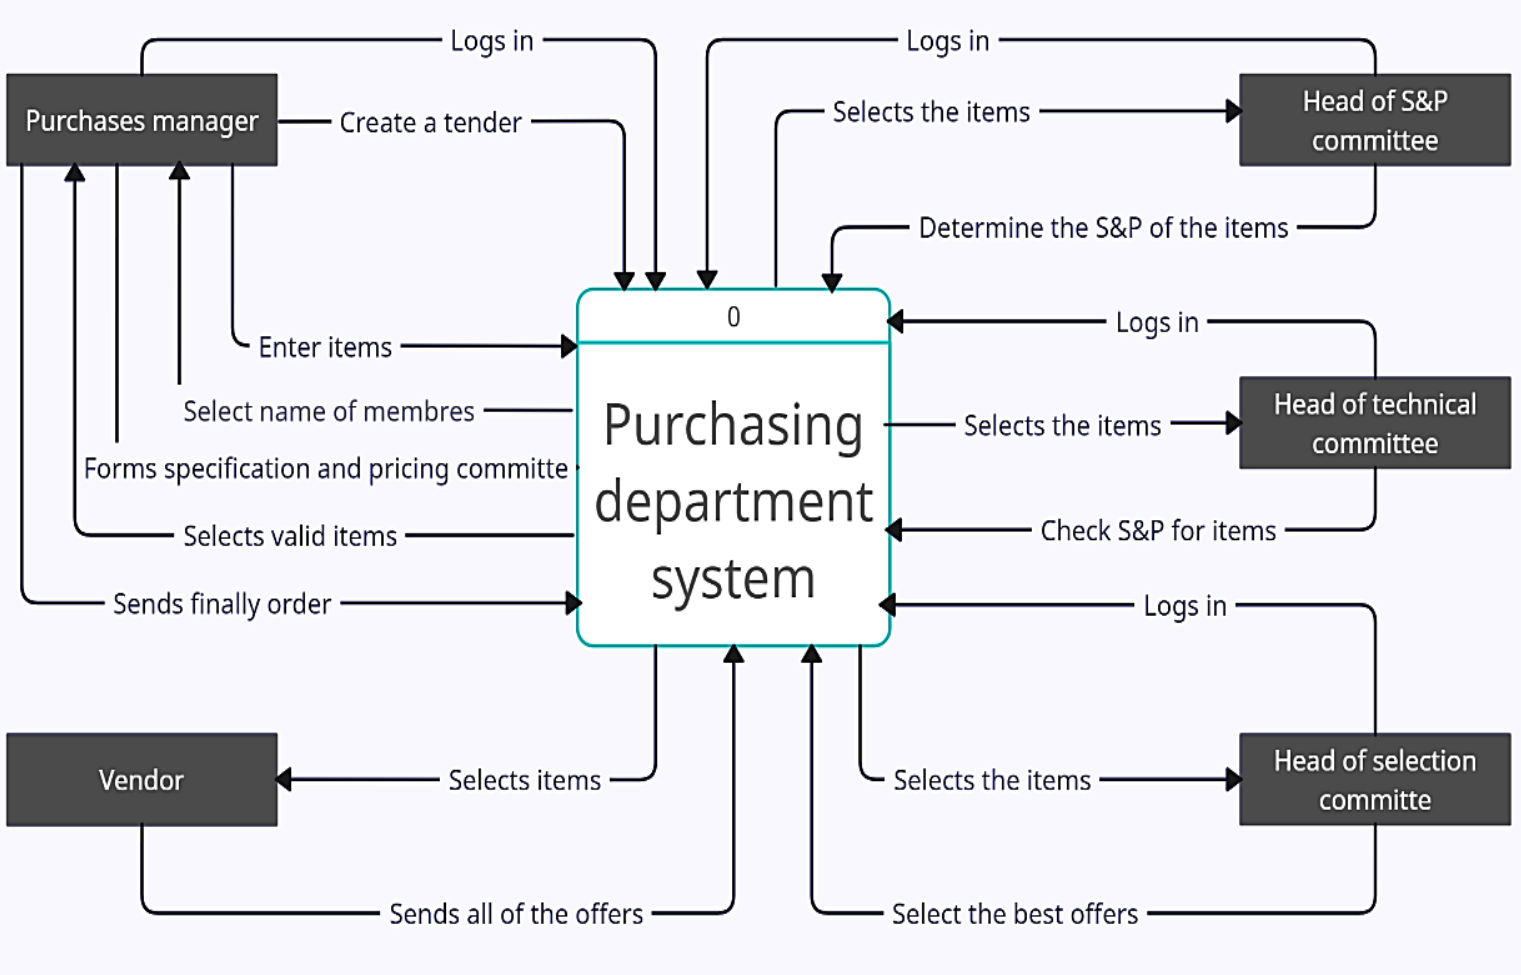 Logs in
Logs in
Purchases manager
Create a tender
Selects the items
Head of S&P
committee
Determine the S&P of the items
0
Logs in
Enter items
Select name of membres
Purchasing
department
system
Selects the items
Head of technical
committee
Forms specification and pricing committe
Selects valid items
Check S&P for items
Sends finally order
Logs in
Vendor
Selects items
Selects the items
Head of selection
committe
Sends all of the offers
Select the best offers